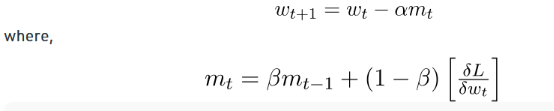 w_{t+1} = w_t − αm_t
where,
m_t = βm_{t−1} + (1 − β) [δL/δw_t]